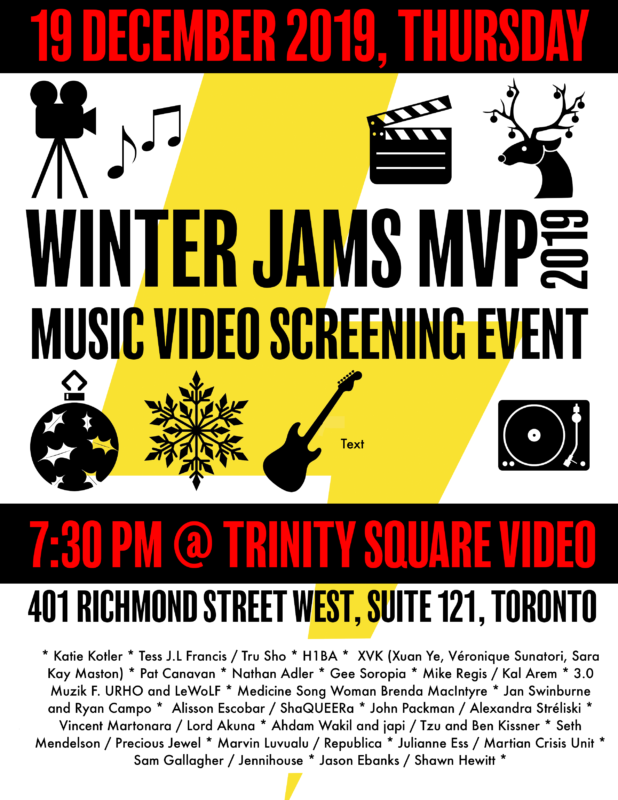 19 DECEMBER 2019, THURSDAY
WINTER JAMS MVP 2019
MUSIC VIDEO SCREENING EVENT
Text
7:30 PM @ TRINITY SQUARE VIDEO
401 RICHMOND STREET WEST, SUITE 121, TORONTO
* Katie Kotler * Tess J.L Francis / Tru Sho * H1BA * XVK (Xuan Ye, Véronique Sunatori, Sara
Kay Maston) * Pat Canavan * Nathan Adler * Gee Soropia * Mike Regis / Kal Arem * 3.0
Muzik F. URHO and LeWoLF * Medicine Song Woman Brenda MacIntyre * Jan Swinburne
and Ryan Campo * Alisson Escobar / ShaQUEERa * John Packman / Alexandra Stréliski *
Vincent Martonara / Lord Akuna * Ahdam Wakil and japi / Tzu and Ben Kissner * Seth
Mendelson / Precious Jewel * Marvin Luvualu / Republica * Julianne Ess / Martian Crisis Unit *
Sam Gallagher / Jennihouse * Jason Ebanks / Shawn Hewitt *